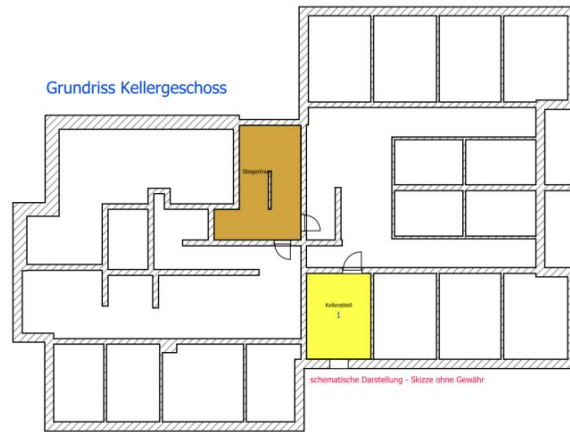 Grundriss Kellergeschoss
Stiegenhaus
Kellerabteil
1
schematische Darstellung - Skizze ohne Gewähr